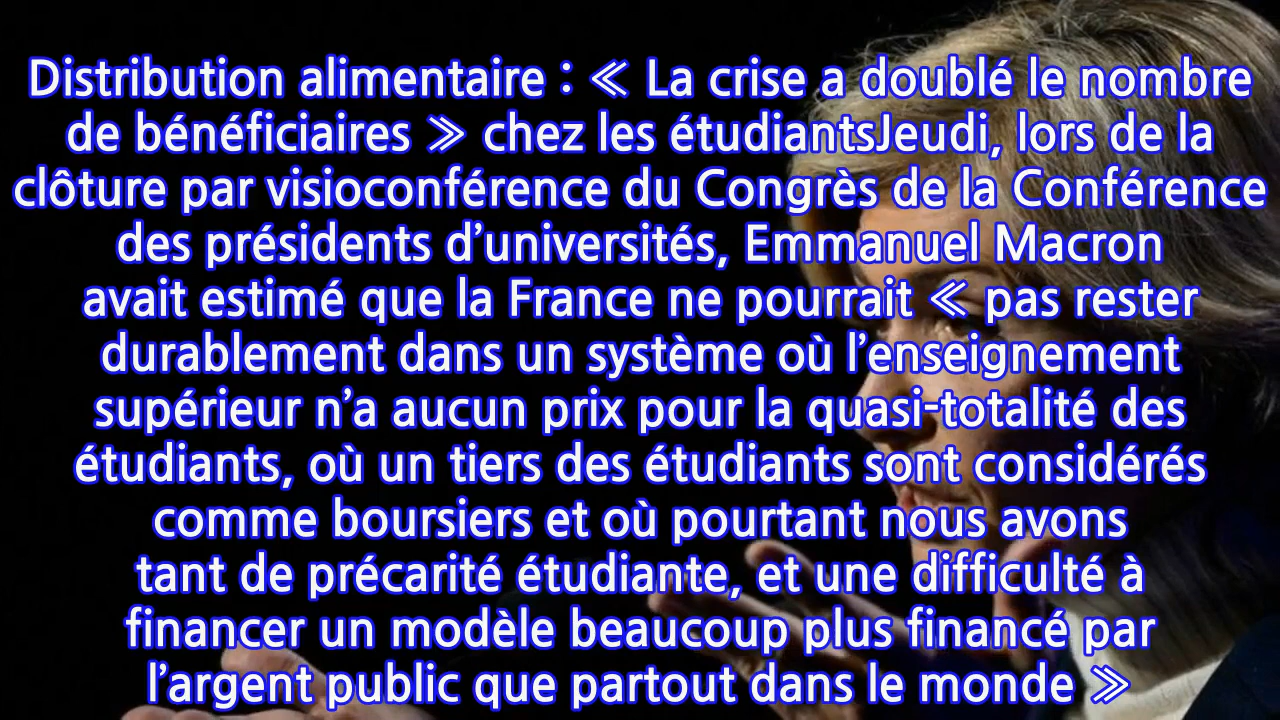 Distribution alimentaire : ≪ La crise a doublé le nombre
de bénéficiaires ≫ chez les étudiantsJeudi, lors de la
clôture par visioconférence du Congrès de la Conférence
des présidents d’universités, Emmanuel Macron
avait estimé que la France ne pourrait ≪ pas rester
durablement dans un système où l’enseignement
supérieur n’a aucun prix pour la quasi-totalité des
étudiants, où un tiers des étudiants sont considérés
comme boursiers et où pourtant nous avons
tant de précarité étudiante, et une difficulté à
financer un modèle beaucoup plus financé par
l’argent public que partout dans le monde ≫